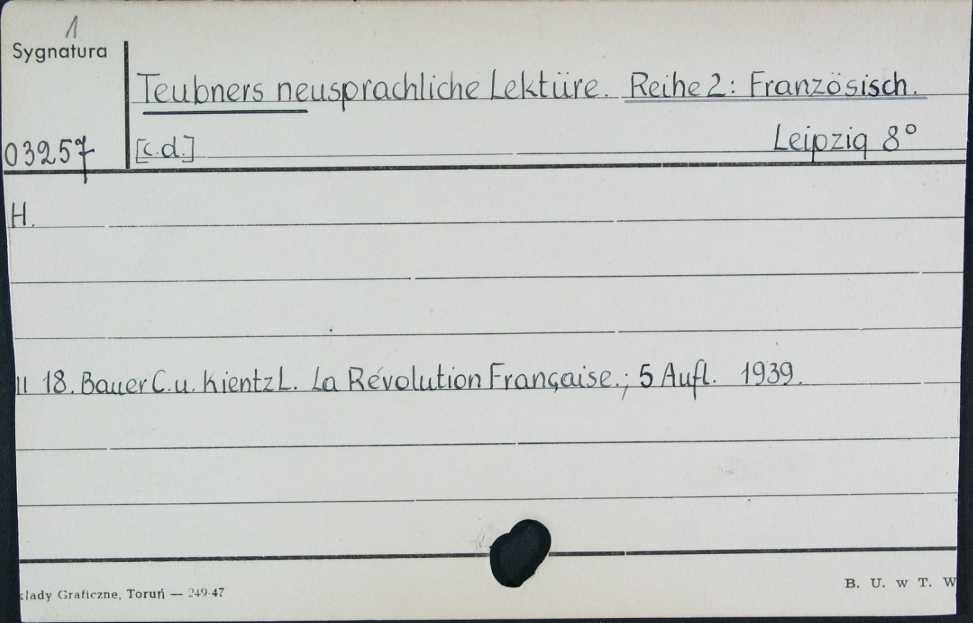 1
Sygnatura
Teubners neusprachliche Lektüre. Reihe 2: Französisch.
03257 [c.d.] Leipzig 8°
H.
II 18. Bauer C. u. Kientz L. La Révolution Française.; 5 Aufl. 1939.
kłady Graficzne, Toruń — 249-47
B. U. w T. W